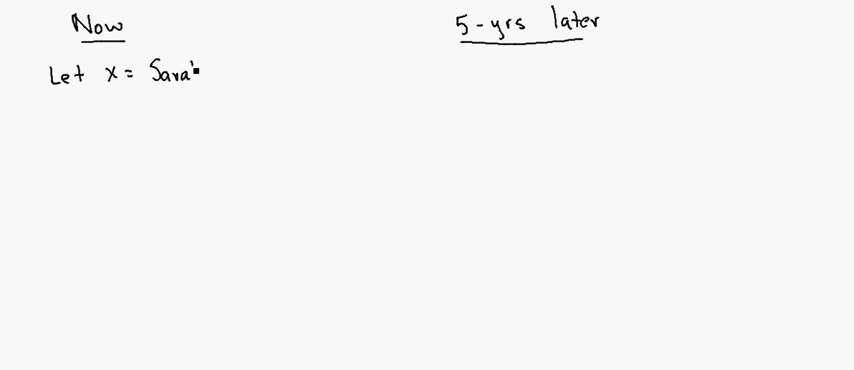 Now
5-yrs later
Let x = Sara'